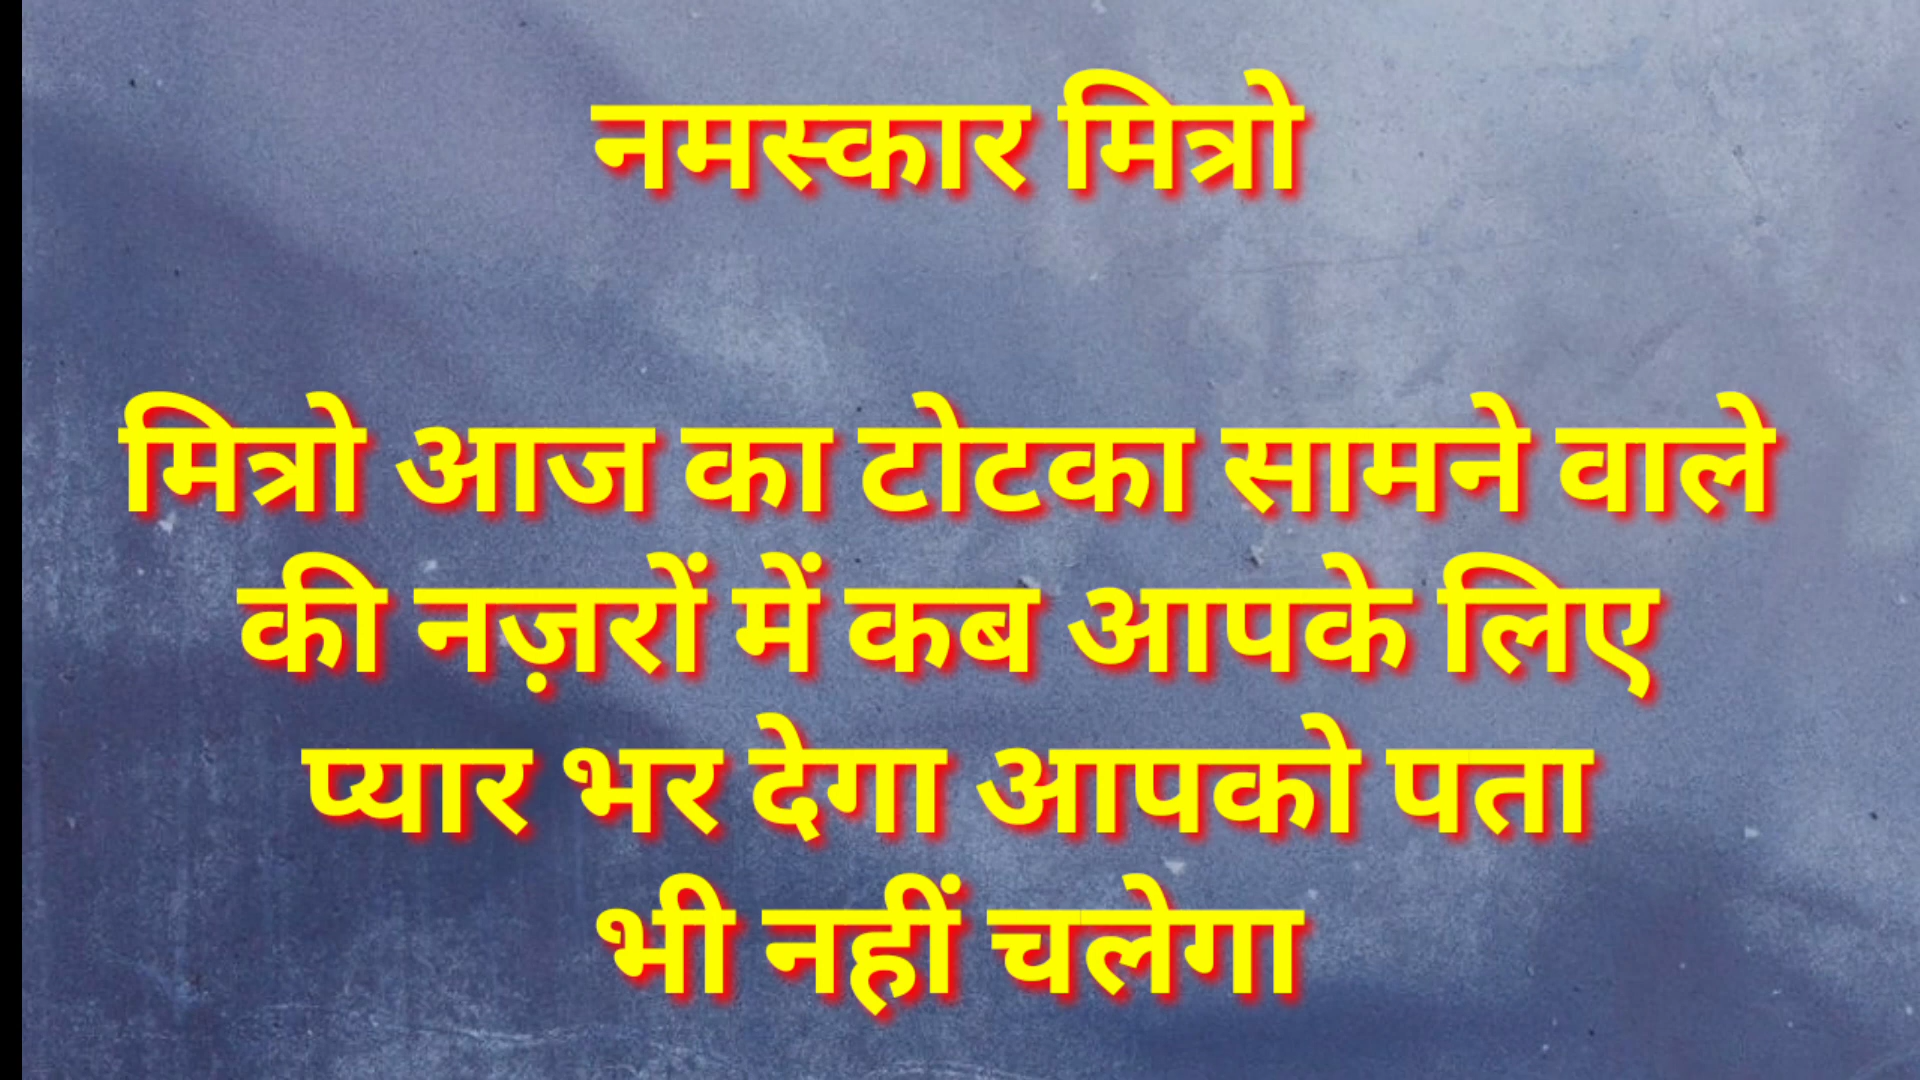 नमस्कार मित्रो
मित्रो आज का टोटका सामने वाले
की नज़रों में कब आपके लिए
प्यार भर देगा आपको पता
भी नहीं चलेगा